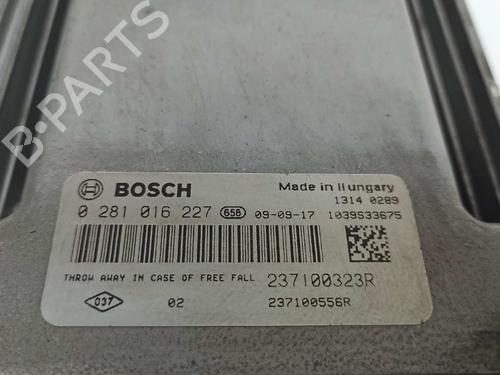 B-PARTS
BOSCH
Made in Hungary
1314 0289
0 281 016 227 658 09-09-17 1039S33675
THROW AWAY IN CASE OF FREE FALL 237100323R
037 02 237100556R